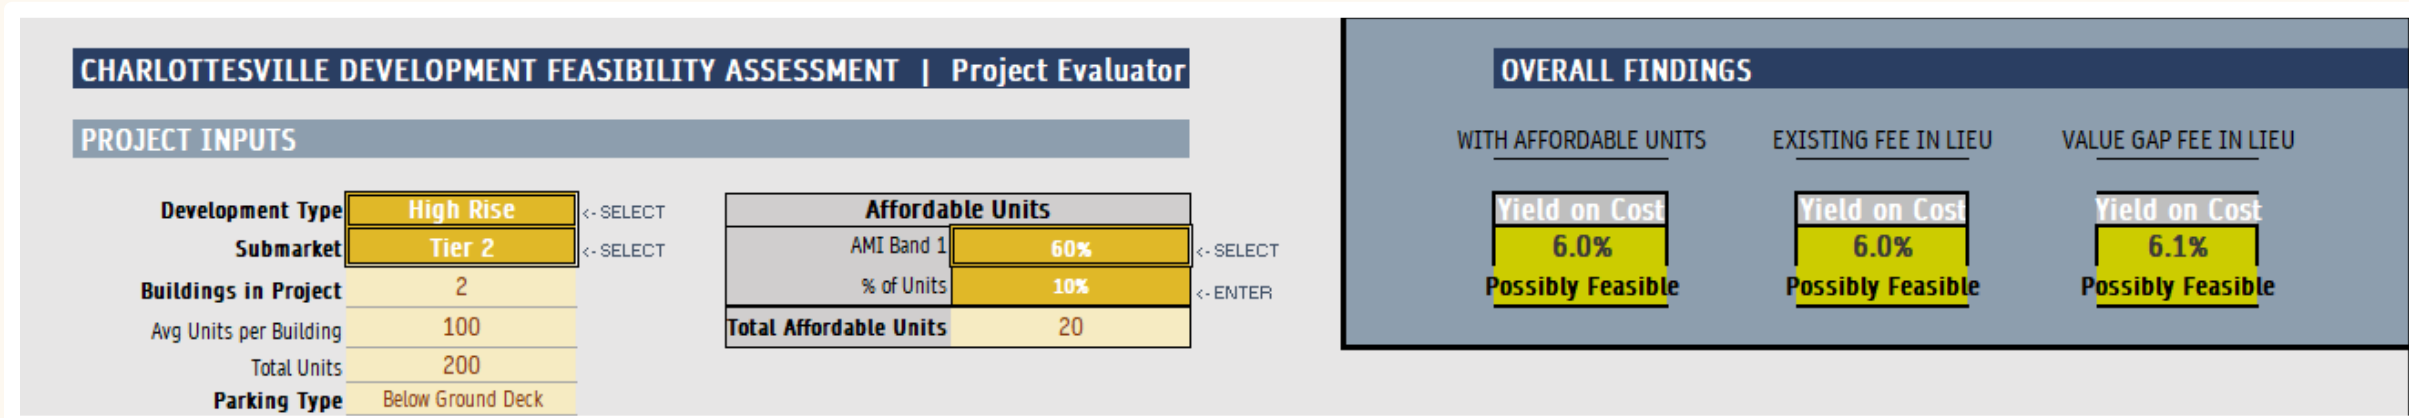 CHARLOTTESVILLE DEVELOPMENT FEASIBILITY ASSESSMENT | Project Evaluator
PROJECT INPUTS
Development Type High Rise <- SELECT
Submarket Tier 2 <- SELECT
Buildings in Project 2
Avg Units per Building 100
Total Units 200
Parking Type Below Ground Deck
Affordable Units
AMI Band 1 60% <- SELECT
% of Units 10% <- ENTER
Total Affordable Units 20
OVERALL FINDINGS
WITH AFFORDABLE UNITS EXISTING FEE IN LIEU VALUE GAP FEE IN LIEU
Yield on Cost Yield on Cost Yield on Cost
6.0% 6.0% 6.1%
Possibly Feasible Possibly Feasible Possibly Feasible